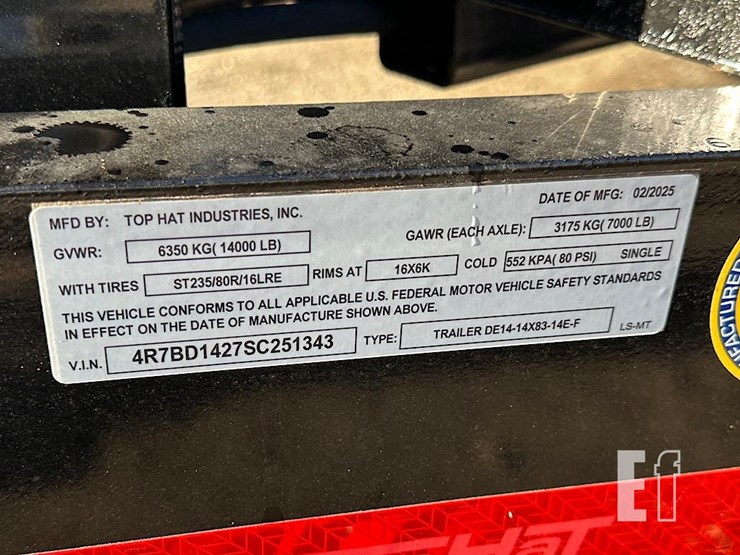 MFD BY: TOP HAT INDUSTRIES, INC. DATE OF MFG: 02/2025
GVWR: 6350 KG( 14000 LB) GAWR (EACH AXLE): 3175 KG( 7000 LB)
WITH TIRES ST235/80R/16LRE RIMS AT 16X6K COLD 552 KPA( 80 PSI) SINGLE
THIS VEHICLE CONFORMS TO ALL APPLICABLE U.S. FEDERAL MOTOR VEHICLE SAFETY STANDARDS
IN EFFECT ON THE DATE OF MANUFACTURE SHOWN ABOVE.
V.I.N. 4R7BD1427SC251343 TYPE: TRAILER DE14-14X83-14E-F LS-MT
Ef